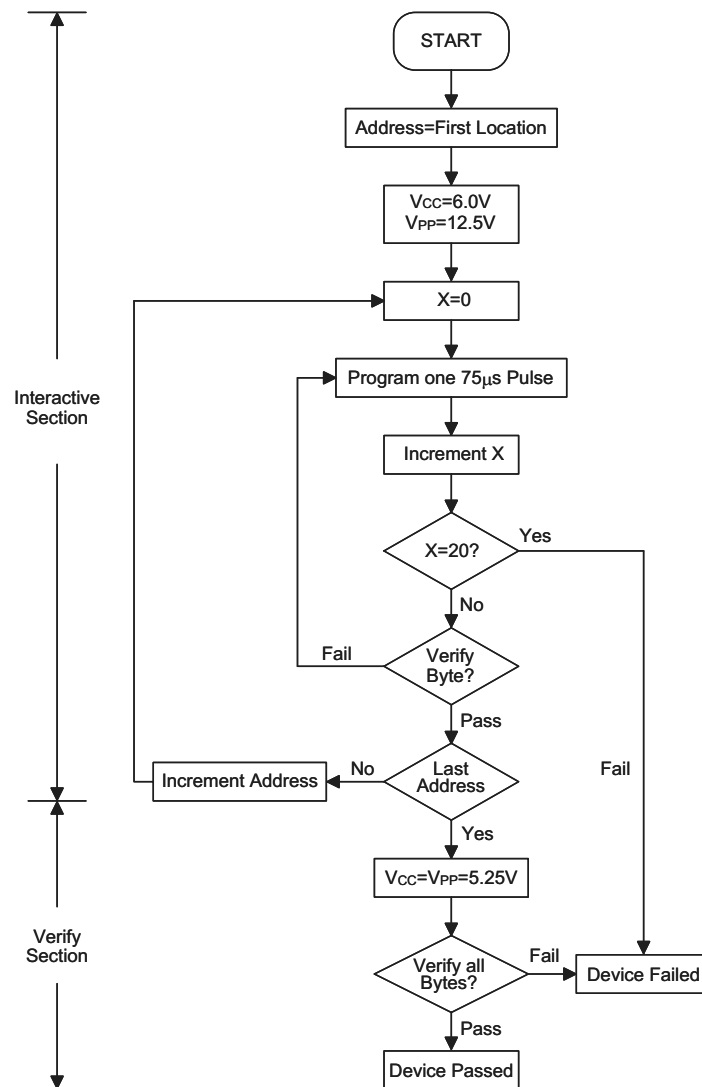 START
Address=First Location
VCC=6.0V
VPP=12.5V
X=0
Program one 75μs Pulse
Interactive
Section
Increment X
X=20?
Yes
No
Fail
Verify
Byte?
Pass
Increment Address
No
Last
Address
Fail
Yes
VCC=VPP=5.25V
Verify
Section
Verify all
Bytes?
Fail
Device Failed
Pass
Device Passed